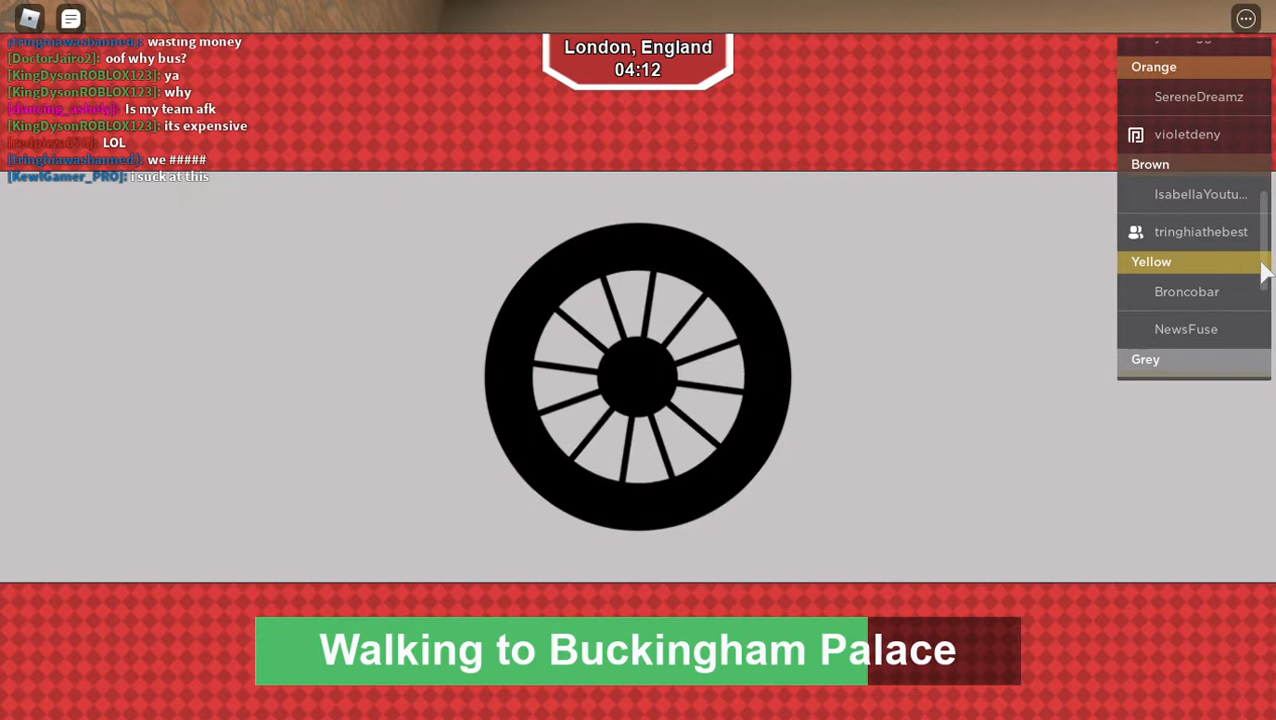 wasting money
[DoctorJairo2]: oof why bus?
[KingDysonROBLOX123]: ya
[KingDysonROBLOX123]: why
[dancing_ashely]: Is my team afk
[KingDysonROBLOX123]: its expensive
LOL
[tringhiawasbanned]: we #####
[KewlGamer_PRO]: i suck at this
London, England
04:12
Orange
SereneDreamz
violetdeny
Brown
IsabellaYoutu...
tringhiathebest
Yellow
Broncobar
NewsFuse
Grey
Walking to Buckingham Palace